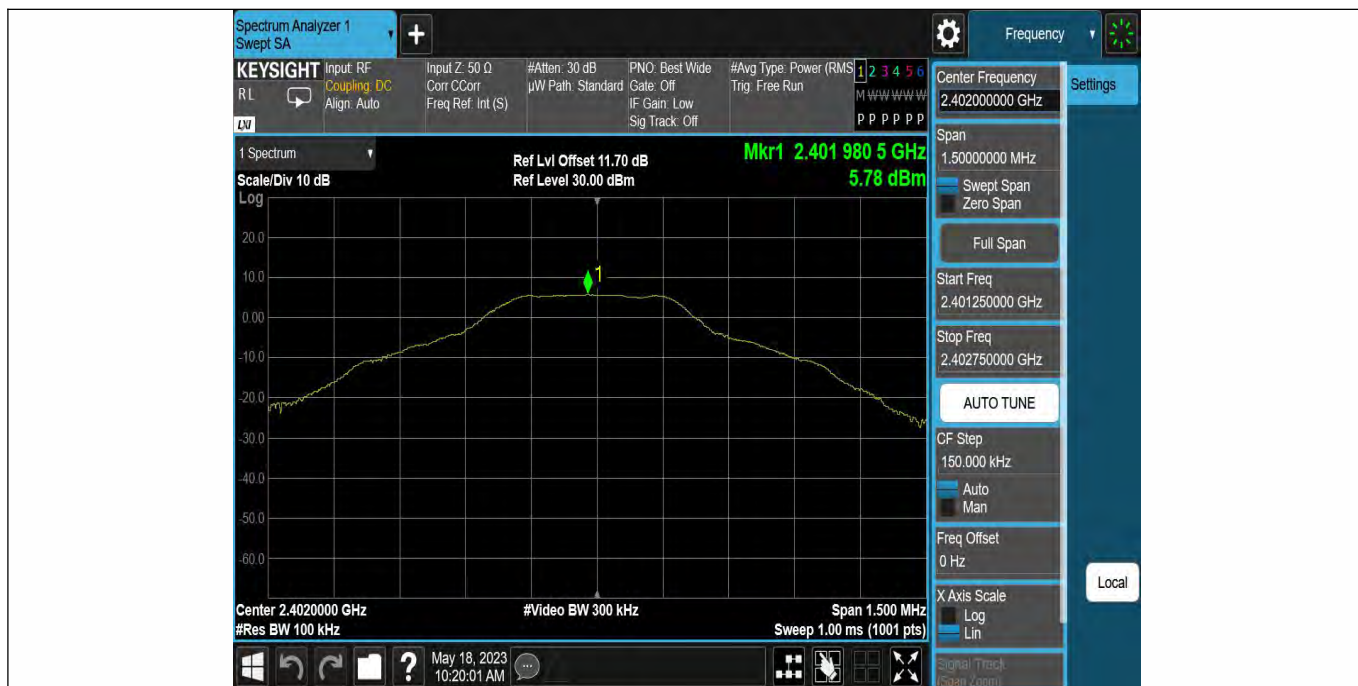 Spectrum Analyzer 1
Swept SA
Frequency
KEYSIGHT
RL
LXI
Input: RF
Coupling: DC
Align: Auto
Input Z: 50 Ω
Corr CCorr
Freq Ref: Int (S)
#Atten: 30 dB
µW Path: Standard
PNO: Best Wide
Gate: Off
IF Gain: Low
Sig Track: Off
#Avg Type: Power (RMS
Trig: Free Run
1 2 3 4 5 6
M W W W W W
P P P P P P
Center Frequency
2.402000000 GHz
Settings
1 Spectrum
Ref Lvl Offset 11.70 dB
Mkr1 2.401 980 5 GHz
Scale/Div 10 dB
Ref Level 30.00 dBm
5.78 dBm
Log
20.0
10.0
0.00
-10.0
-20.0
-30.0
-40.0
-50.0
-60.0
1
Span
1.50000000 MHz
Swept Span
Zero Span
Full Span
Start Freq
2.401250000 GHz
Stop Freq
2.402750000 GHz
AUTO TUNE
CF Step
150.000 kHz
Auto
Man
Freq Offset
0 Hz
X Axis Scale
Log
Lin
Signal Track
(Span Zoom)
Local
Center 2.4020000 GHz
#Video BW 300 kHz
Span 1.500 MHz
#Res BW 100 kHz
Sweep 1.00 ms (1001 pts)
May 18, 2023
10:20:01 AM